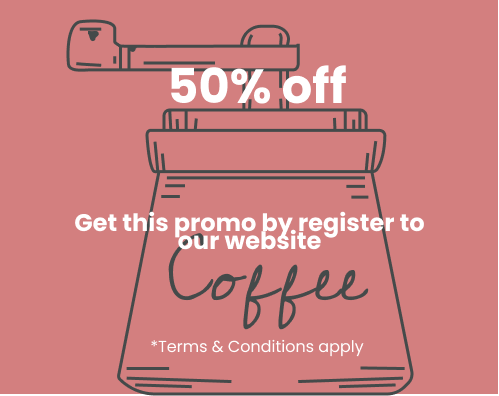 50% off
Get this promo by register to
our website
Coffee
*Terms & Conditions apply